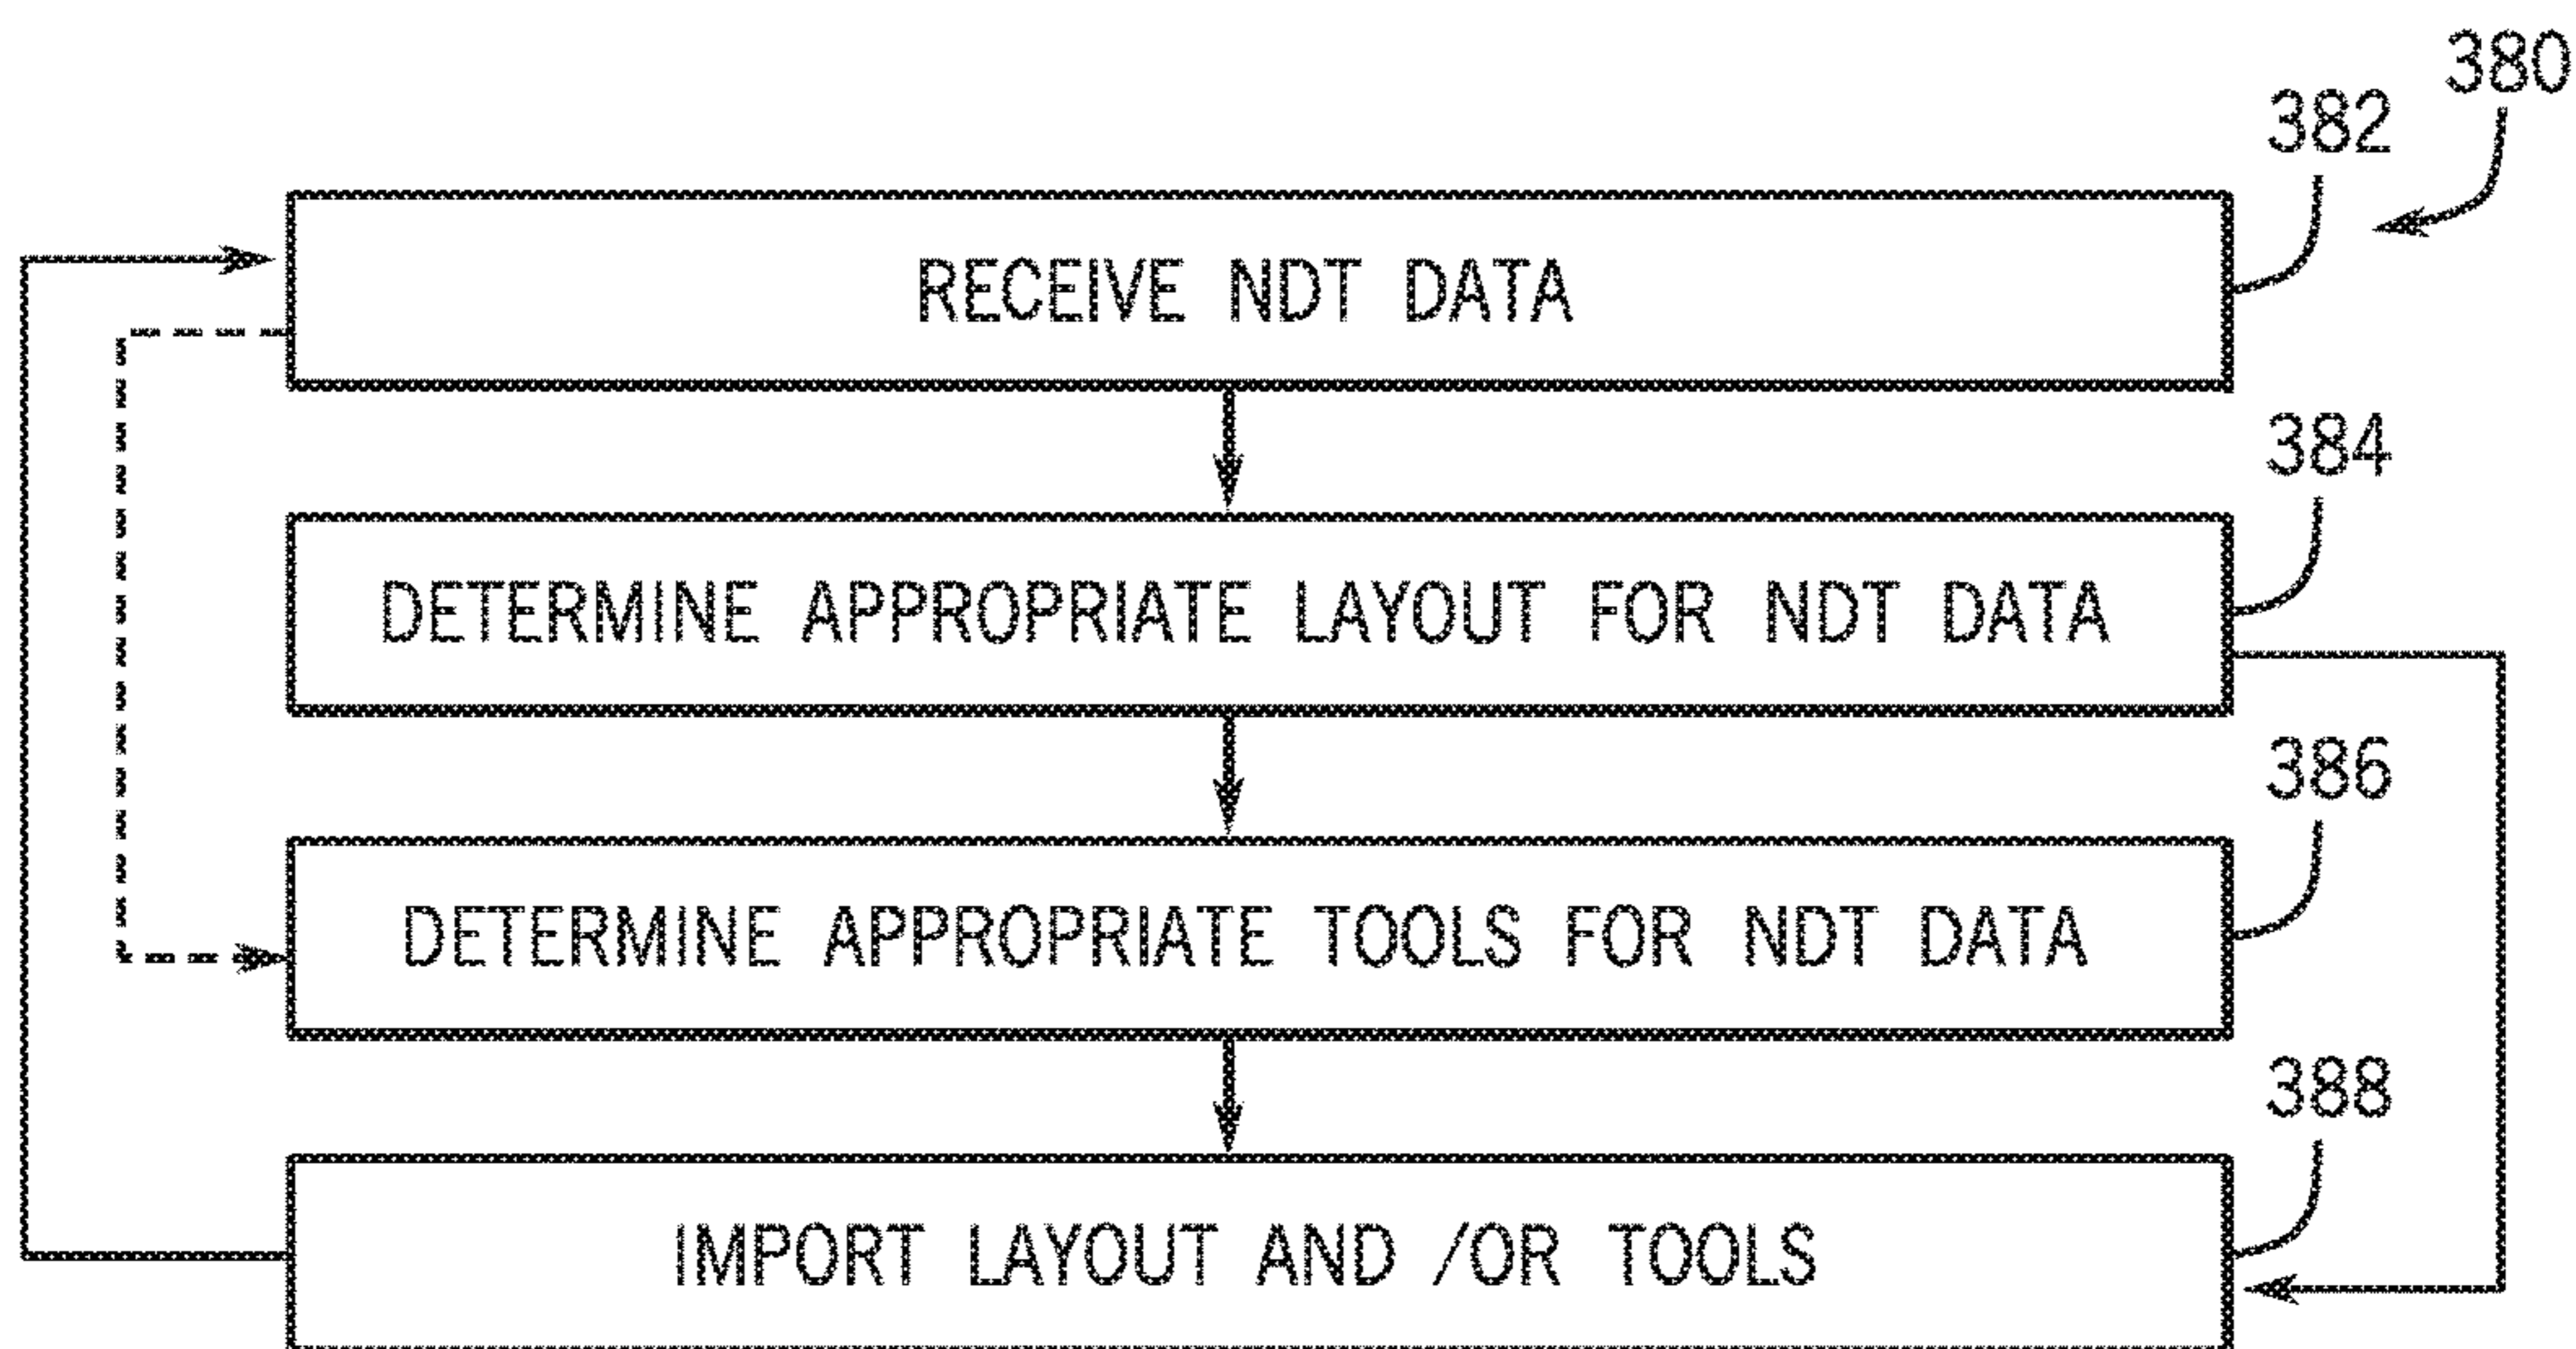 380
382
RECEIVE NDT DATA
384
DETERMINE APPROPRIATE LAYOUT FOR NDT DATA
386
DETERMINE APPROPRIATE TOOLS FOR NDT DATA
388
IMPORT LAYOUT AND /OR TOOLS